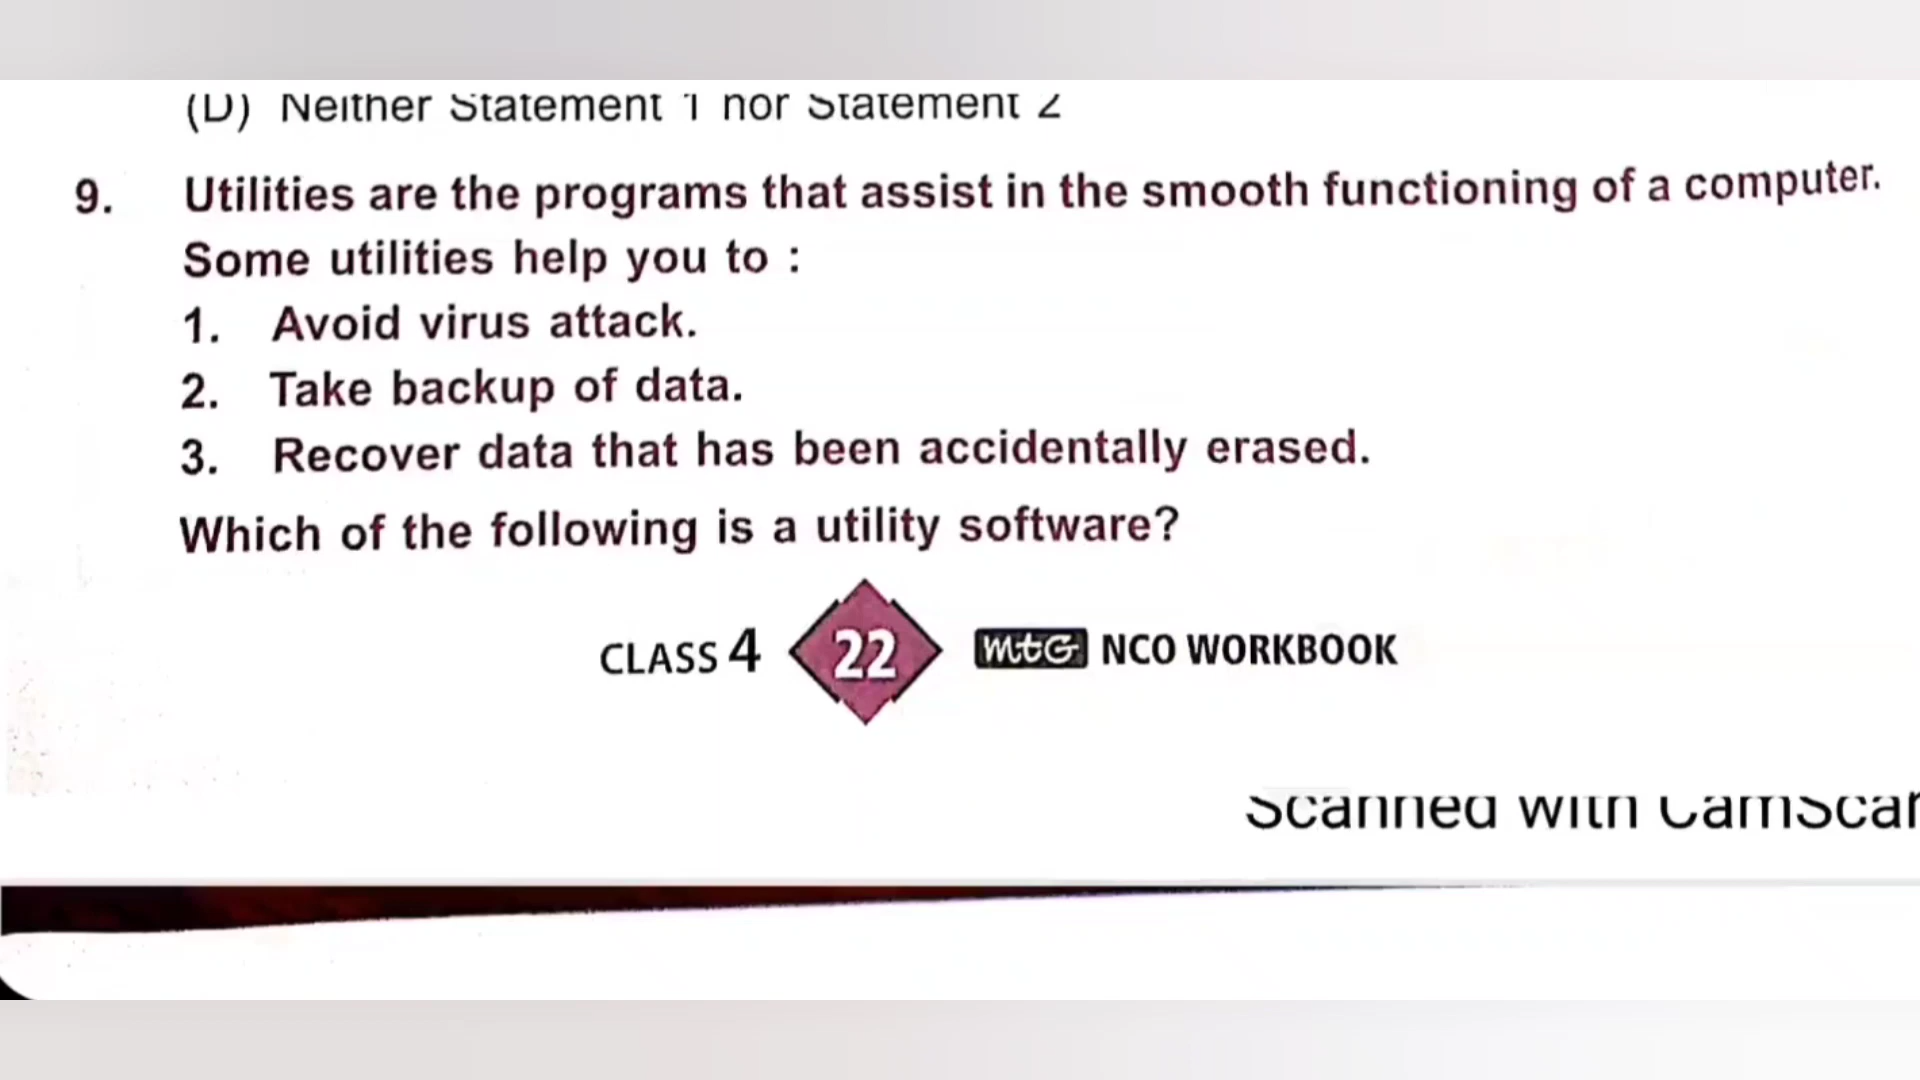 (D) Neither Statement 1 nor Statement 2
9. Utilities are the programs that assist in the smooth functioning of a computer.
Some utilities help you to :
1. Avoid virus attack.
2. Take backup of data.
3. Recover data that has been accidentally erased.
Which of the following is a utility software?
CLASS 4 22 mtG NCO WORKBOOK
Scanned with CamScan